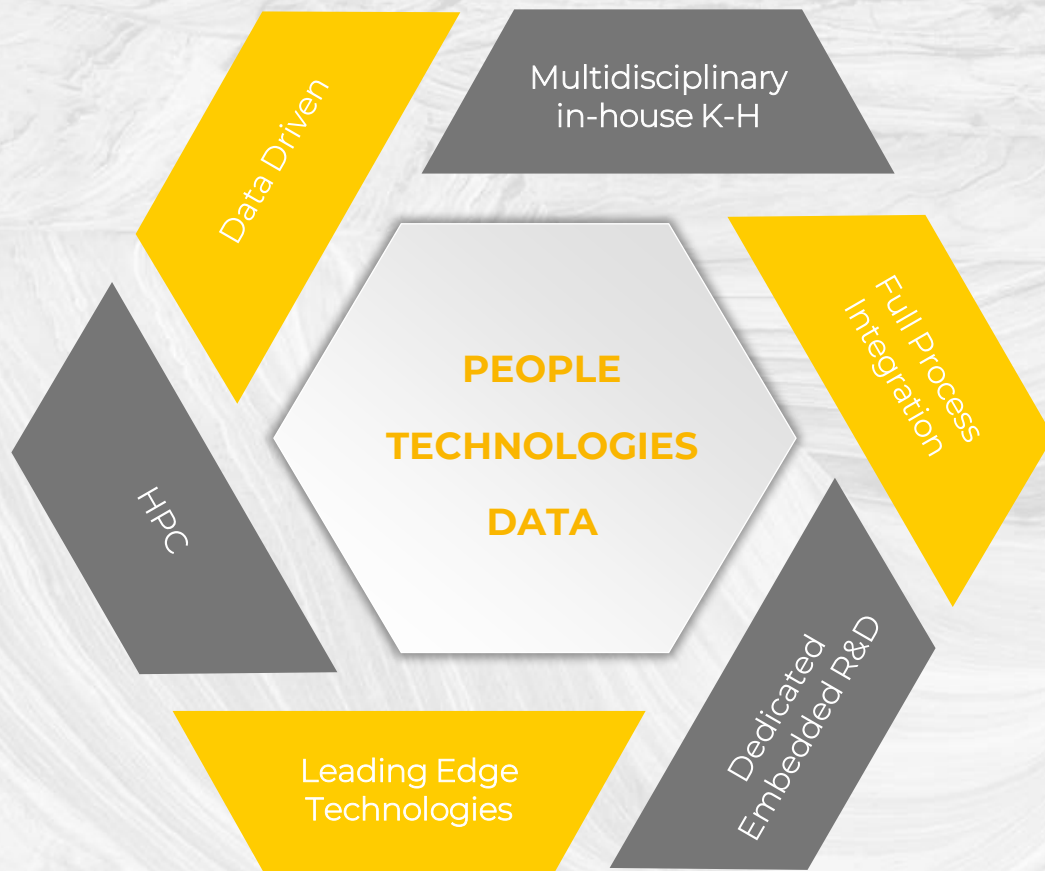 Multidisciplinary
in-house K-H
Data Driven
Full Process
Integration
PEOPLE
TECHNOLOGIES
DATA
HPC
Dedicated
Embedded R&D
Leading Edge
Technologies